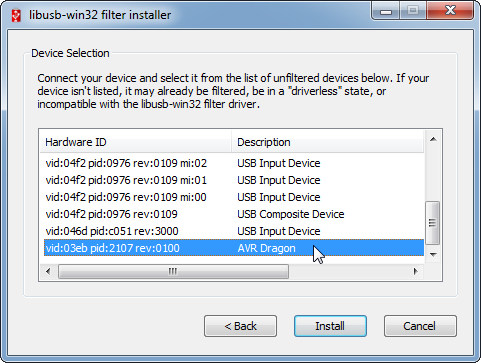 libusb-win32 filter installer
Device Selection
Connect your device and select it from the list of unfiltered devices below. If your
device isn't listed, it may already be filtered, be in a "driverless" state, or
incompatible with the libusb-win32 filter driver.
Hardware ID Description
vid:04f2 pid:0976 rev:0109 mi:02 USB Input Device
vid:04f2 pid:0976 rev:0109 mi:01 USB Input Device
vid:04f2 pid:0976 rev:0109 mi:00 USB Input Device
vid:04f2 pid:0976 rev:0109 USB Composite Device
vid:046d pid:c051 rev:3000 USB Input Device
vid:03eb pid:2107 rev:0100 AVR Dragon
< Back Install Cancel